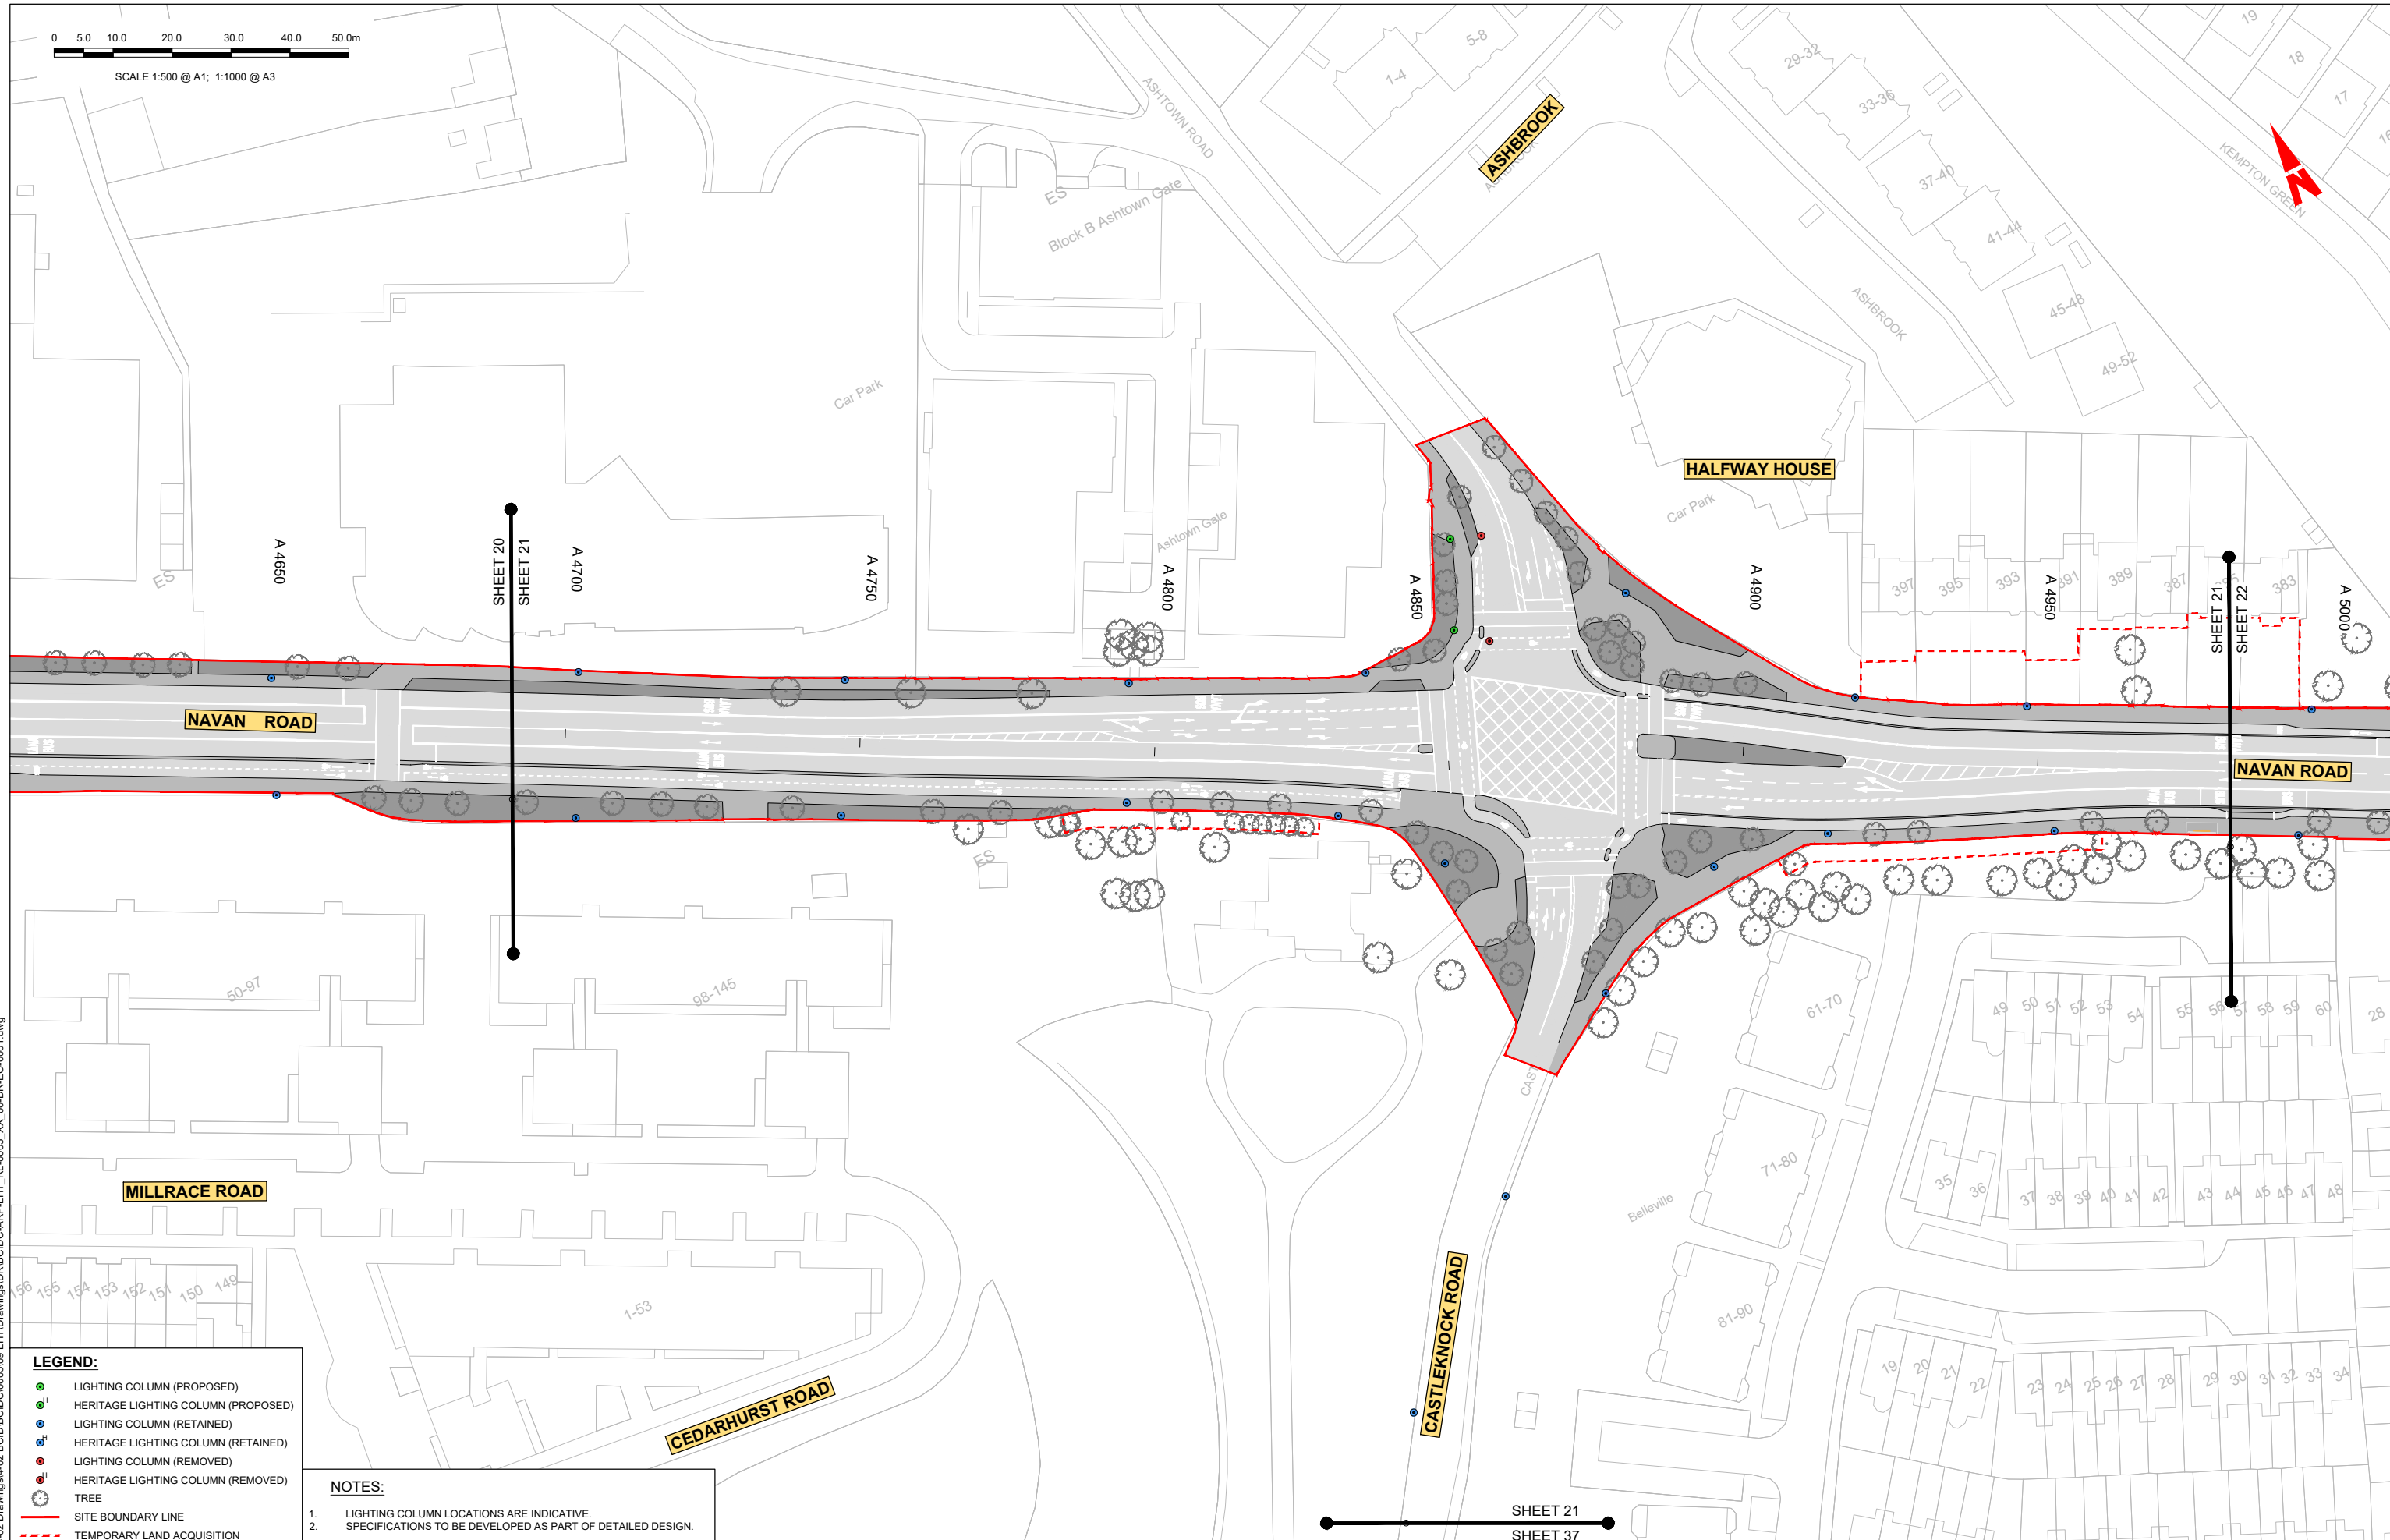 0 5.0 10.0 20.0 30.0 40.0 50.0m
SCALE 1:500 @ A1; 1:1000 @ A3
5-8
1-4
ASHTOWN ROAD
ASHBROOK
29-32
33-36
37-40
41-44
45-48
49-52
ASHBROOK
19
18
17
16
KEMPTON GREEN
ES
Block B Ashtown Gate
Car Park
Ashtown Gate
HALFWAY HOUSE
Car Park
ES
A 4650
SHEET 20
SHEET 21
A 4700
A 4750
A 4800
A 4850
A 4900
A 4950
A 5000
397
395
393
391
389
387
385
383
SHEET 21
SHEET 22
NAVAN ROAD
NAVAN ROAD
ES
50-97
98-145
61-70
71-80
81-90
Belleville
49 50 51 52 53 54 55 56 57 58 59 60
28
35 36 37 38 39 40 41 42 43 44 45 46 47 48
19 20 21 22 23 24 25 26 27 28 29 30 31 32 33 34
MILLRACE ROAD
156 155 154 153 152 151 150 149
1-53
CEDARHURST ROAD
CAST
CASTLEKNOCK ROAD
SHEET 21
SHEET 37
LEGEND:
LIGHTING COLUMN (PROPOSED)
H HERITAGE LIGHTING COLUMN (PROPOSED)
LIGHTING COLUMN (RETAINED)
H HERITAGE LIGHTING COLUMN (RETAINED)
LIGHTING COLUMN (REMOVED)
H HERITAGE LIGHTING COLUMN (REMOVED)
TREE
SITE BOUNDARY LINE
TEMPORARY LAND ACQUISITION
NOTES:
1. LIGHTING COLUMN LOCATIONS ARE INDICATIVE.
2. SPECIFICATIONS TO BE DEVELOPED AS PART OF DETAILED DESIGN.
N